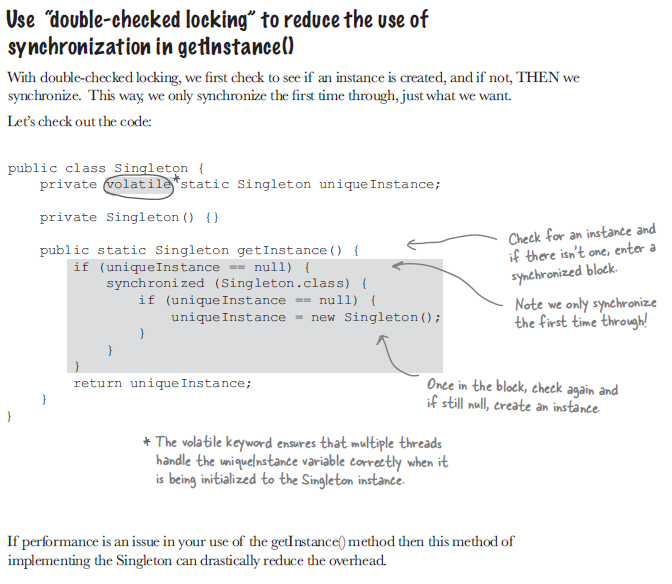 Use "double-checked locking" to reduce the use of
synchronization in getInstance()
With double-checked locking, we first check to see if an instance is created, and if not, THEN we
synchronize. This way, we only synchronize the first time through, just what we want.
Let's check out the code:
public class Singleton {
private volatile* static Singleton uniqueInstance;
private Singleton() {}
public static Singleton getInstance() {
if (uniqueInstance == null) {
synchronized (Singleton.class) {
if (uniqueInstance == null) {
uniqueInstance = new Singleton();
}
}
}
return uniqueInstance;
}
}
Check for an instance and
if there isn't one, enter a
synchronized block.
Note we only synchronize
the first time through!
Once in the block, check again and
if still null, create an instance.
* The volatile keyword ensures that multiple threads
handle the uniqueInstance variable correctly when it
is being initialized to the Singleton instance.
If performance is an issue in your use of the getInstance() method then this method of
implementing the Singleton can drastically reduce the overhead.